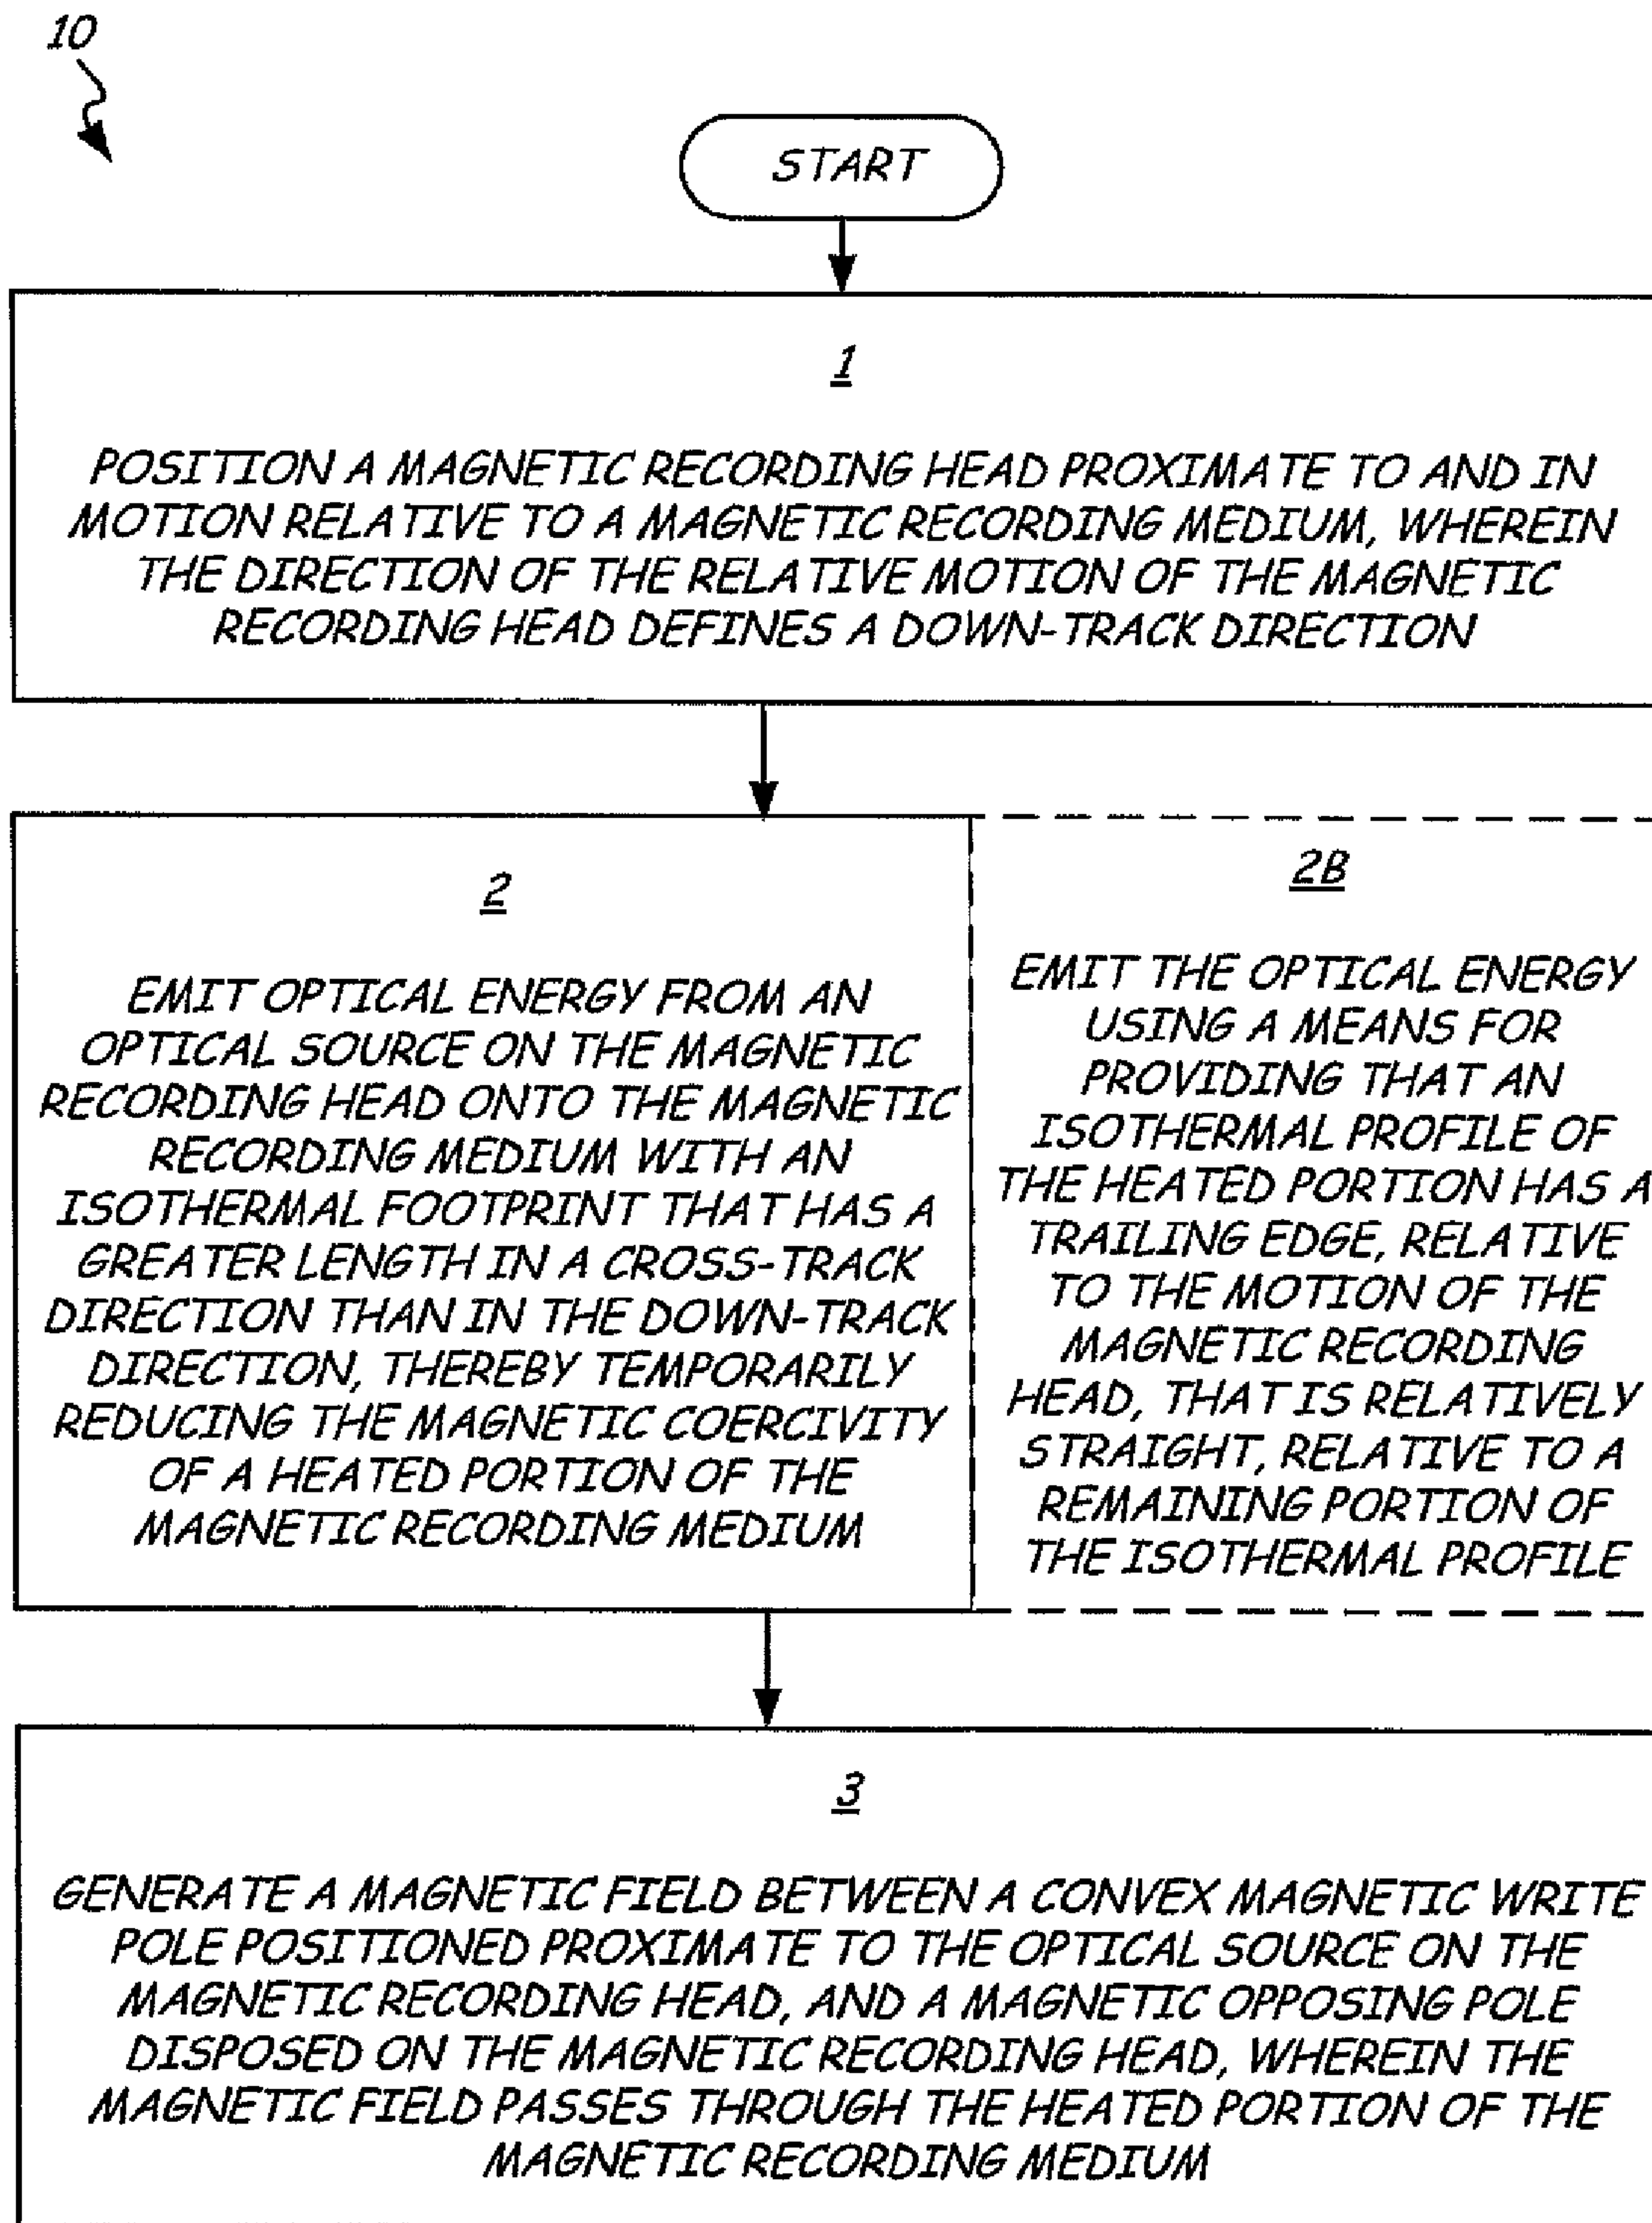 10
START
1
POSITION A MAGNETIC RECORDING HEAD PROXIMATE TO AND IN
MOTION RELATIVE TO A MAGNETIC RECORDING MEDIUM, WHEREIN
THE DIRECTION OF THE RELATIVE MOTION OF THE MAGNETIC
RECORDING HEAD DEFINES A DOWN-TRACK DIRECTION
2
EMIT OPTICAL ENERGY FROM AN
OPTICAL SOURCE ON THE MAGNETIC
RECORDING HEAD ONTO THE MAGNETIC
RECORDING MEDIUM WITH AN
ISOTHERMAL FOOTPRINT THAT HAS A
GREATER LENGTH IN A CROSS-TRACK
DIRECTION THAN IN THE DOWN-TRACK
DIRECTION, THEREBY TEMPORARILY
REDUCING THE MAGNETIC COERCIVITY
OF A HEATED PORTION OF THE
MAGNETIC RECORDING MEDIUM
2B
EMIT THE OPTICAL ENERGY
USING A MEANS FOR
PROVIDING THAT AN
ISOTHERMAL PROFILE OF
THE HEATED PORTION HAS A
TRAILING EDGE, RELATIVE
TO THE MOTION OF THE
MAGNETIC RECORDING
HEAD, THAT IS RELATIVELY
STRAIGHT, RELATIVE TO A
REMAINING PORTION OF
THE ISOTHERMAL PROFILE
3
GENERATE A MAGNETIC FIELD BETWEEN A CONVEX MAGNETIC WRITE
POLE POSITIONED PROXIMATE TO THE OPTICAL SOURCE ON THE
MAGNETIC RECORDING HEAD, AND A MAGNETIC OPPOSING POLE
DISPOSED ON THE MAGNETIC RECORDING HEAD, WHEREIN THE
MAGNETIC FIELD PASSES THROUGH THE HEATED PORTION OF THE
MAGNETIC RECORDING MEDIUM